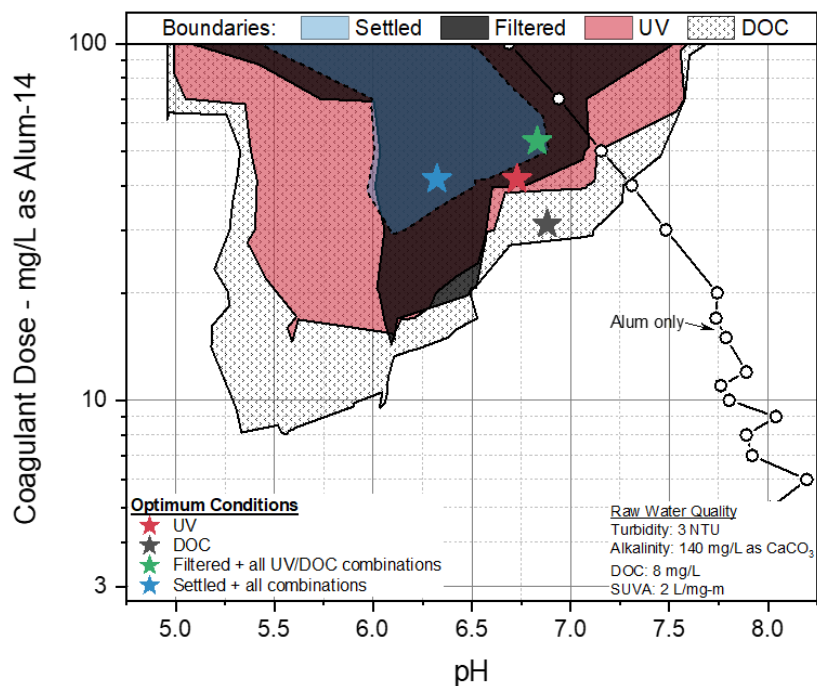 Boundaries: Settled Filtered UV DOC
100
10
3
Coagulant Dose - mg/L as Alum-14
Alum only
Optimum Conditions
UV
DOC
Filtered + all UV/DOC combinations
Settled + all combinations
Raw Water Quality
Turbidity: 3 NTU
Alkalinity: 140 mg/L as CaCO₃
DOC: 8 mg/L
SUVA: 2 L/mg-m
5.0 5.5 6.0 6.5 7.0 7.5 8.0
pH